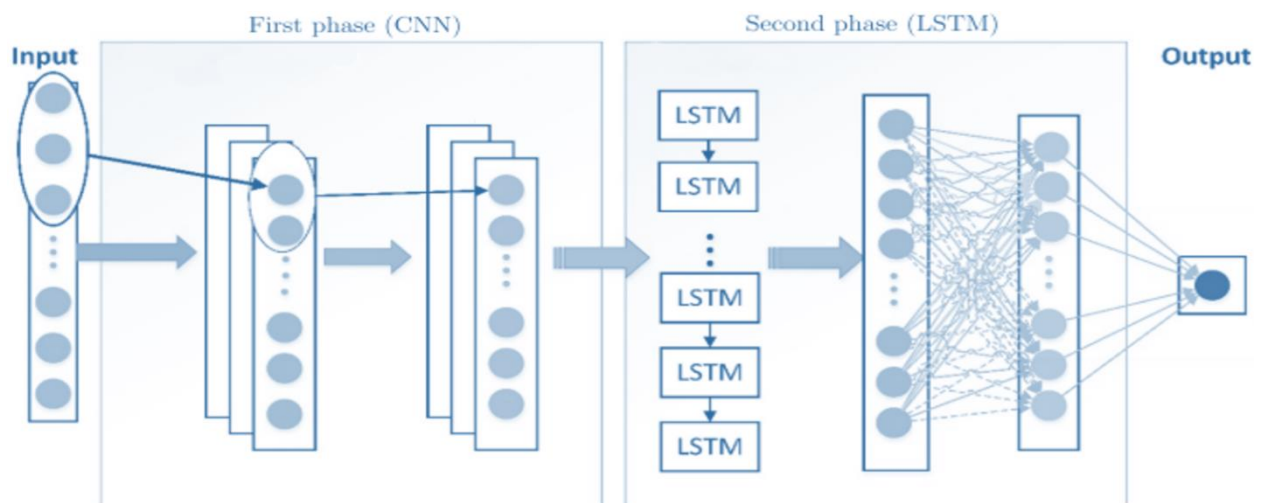 First phase (CNN)
Second phase (LSTM)
Input
Output
LSTM
LSTM
LSTM
LSTM
LSTM